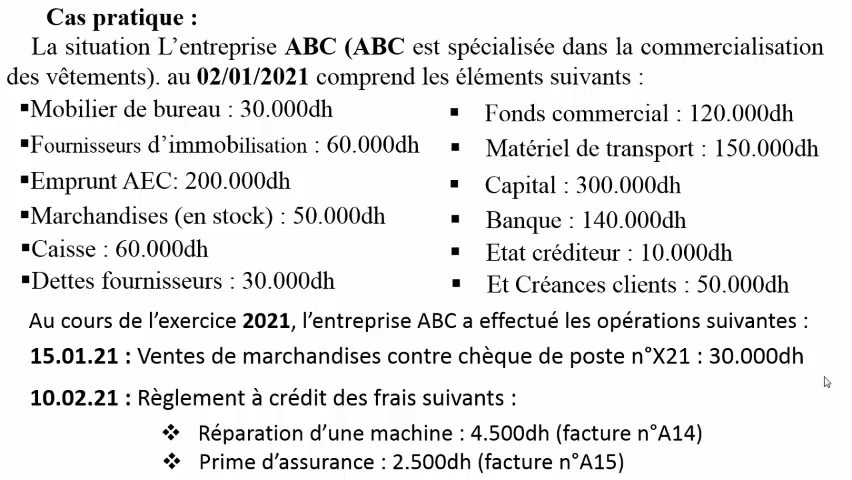 Cas pratique :
La situation L'entreprise ABC (ABC est spécialisée dans la commercialisation
des vêtements). au 02/01/2021 comprend les éléments suivants :
▪Mobilier de bureau : 30.000dh
▪Fournisseurs d'immobilisation : 60.000dh
▪Emprunt AEC: 200.000dh
▪Marchandises (en stock) : 50.000dh
▪Caisse : 60.000dh
▪Dettes fournisseurs : 30.000dh
▪ Fonds commercial : 120.000dh
▪ Matériel de transport : 150.000dh
▪ Capital : 300.000dh
▪ Banque : 140.000dh
▪ Etat créditeur : 10.000dh
▪ Et Créances clients : 50.000dh
Au cours de l'exercice 2021, l'entreprise ABC a effectué les opérations suivantes :
15.01.21 : Ventes de marchandises contre chèque de poste n°X21 : 30.000dh
10.02.21 : Règlement à crédit des frais suivants :
❖ Réparation d'une machine : 4.500dh (facture n°A14)
❖ Prime d'assurance : 2.500dh (facture n°A15)